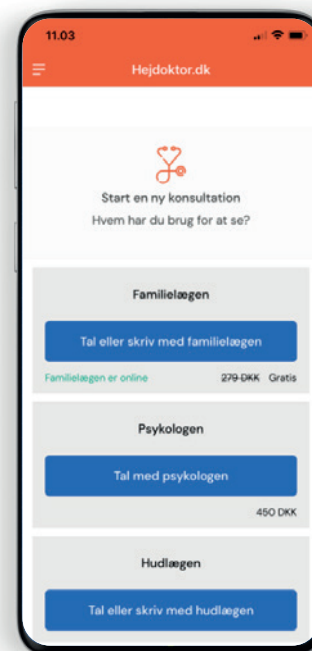 11.03
Hejdoktor.dk
Start en ny konsultation
Hvem har du brug for at se?
Familielægen
Tal eller skriv med familielægen
Familielægen er online 279 DKK Gratis
Psykologen
Tal med psykologen
450 DKK
Hudlægen
Tal eller skriv med hudlægen